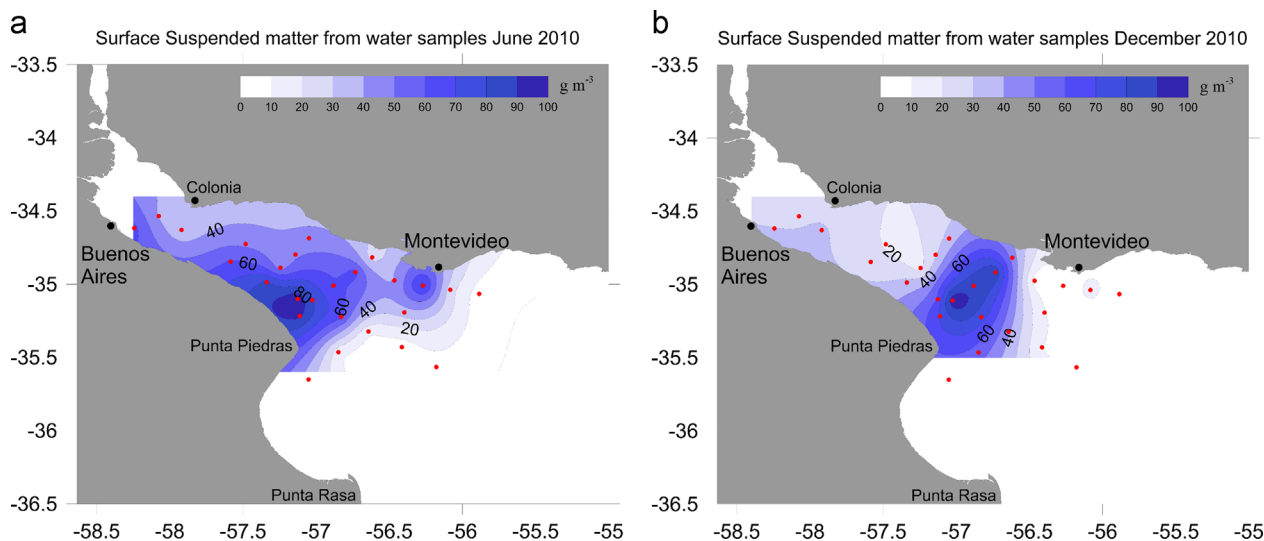 a
Surface Suspended matter from water samples June 2010
-33.5
-34
-34.5
-35
-35.5
-36
-36.5
g m⁻³
0 10 20 30 40 50 60 70 80 90 100
Colonia
Buenos
Aires
Montevideo
40
60
80
60
40
20
Punta Piedras
Punta Rasa
-58.5 -58 -57.5 -57 -56.5 -56 -55.5 -55
b
Surface Suspended matter from water samples December 2010
-33.5
-34
-34.5
-35
-35.5
-36
-36.5
g m⁻³
0 10 20 30 40 50 60 70 80 90 100
Colonia
Buenos
Aires
Montevideo
20
40
60
60
40
Punta Piedras
Punta Rasa
-58.5 -58 -57.5 -57 -56.5 -56 -55.5 -55